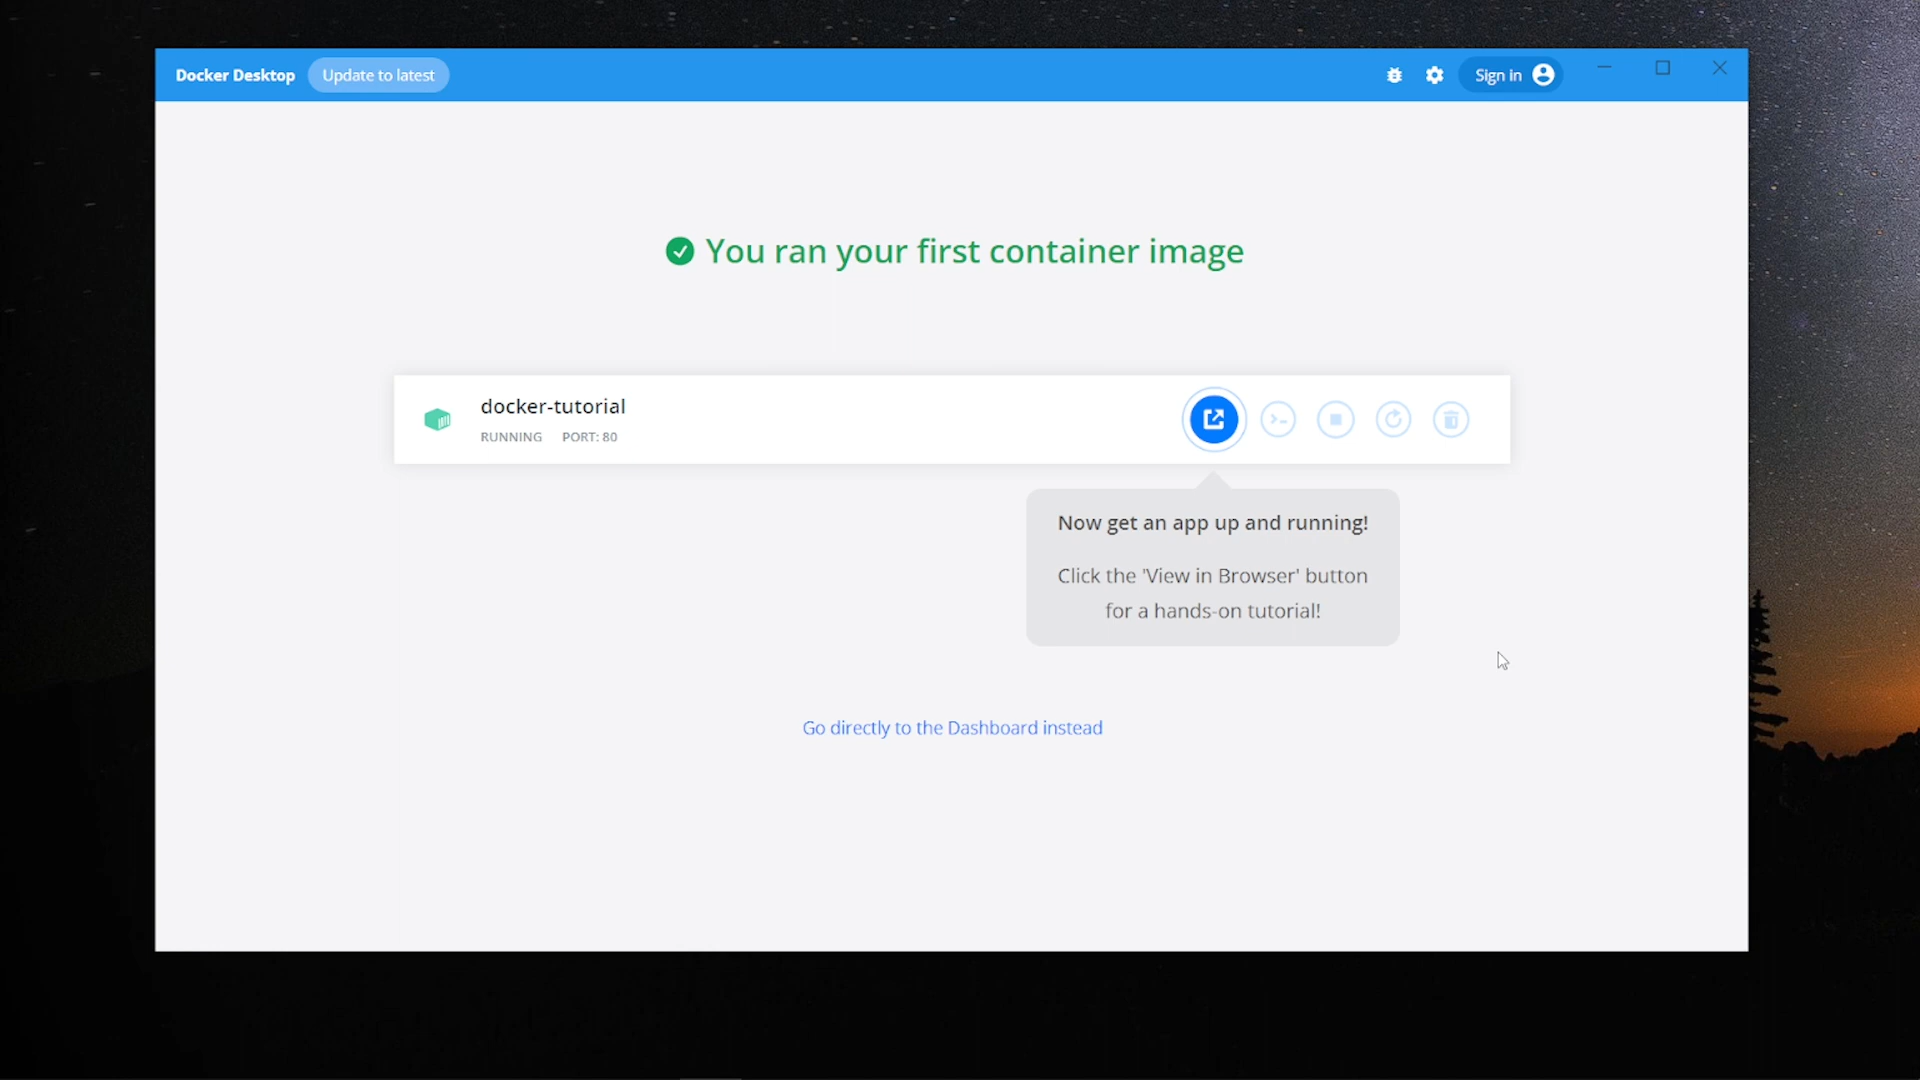 Docker Desktop Update to latest Sign in
You ran your first container image
docker-tutorial
RUNNING PORT: 80
Now get an app up and running!
Click the 'View in Browser' button
for a hands-on tutorial!
Go directly to the Dashboard instead